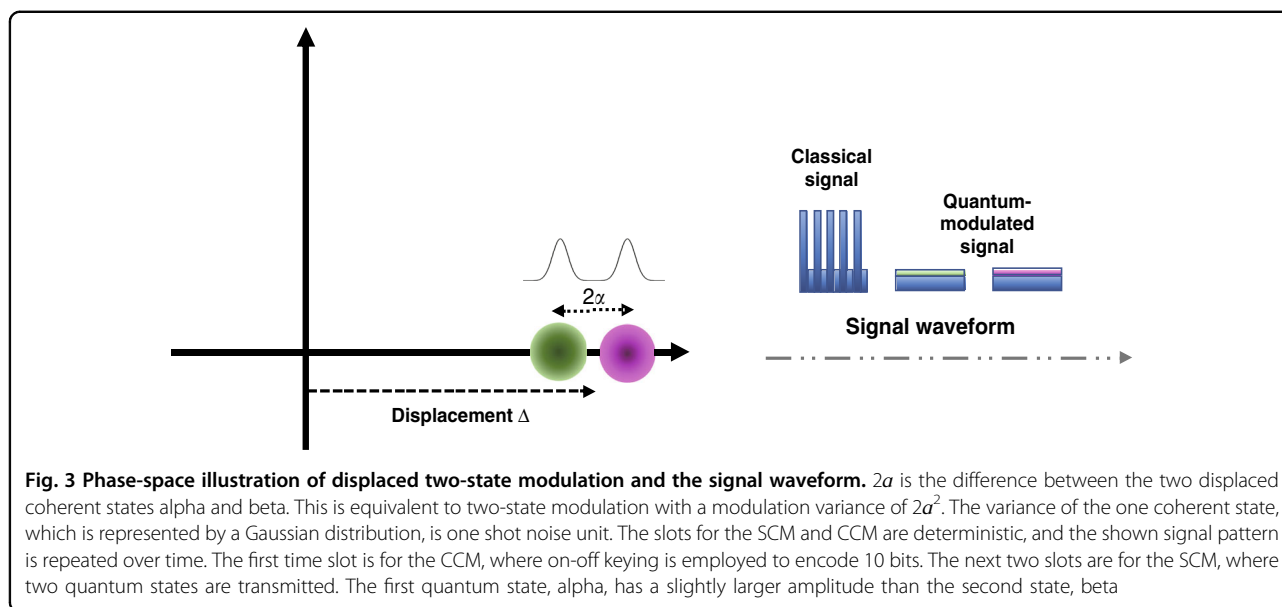 Classical
signal
Quantum-
modulated
signal
2α
Signal waveform
Displacement Δ
Fig. 3 Phase-space illustration of displaced two-state modulation and the signal waveform. 2a is the difference between the two displaced
coherent states alpha and beta. This is equivalent to two-state modulation with a modulation variance of 2a². The variance of the one coherent state,
which is represented by a Gaussian distribution, is one shot noise unit. The slots for the SCM and CCM are deterministic, and the shown signal pattern
is repeated over time. The first time slot is for the CCM, where on-off keying is employed to encode 10 bits. The next two slots are for the SCM, where
two quantum states are transmitted. The first quantum state, alpha, has a slightly larger amplitude than the second state, beta